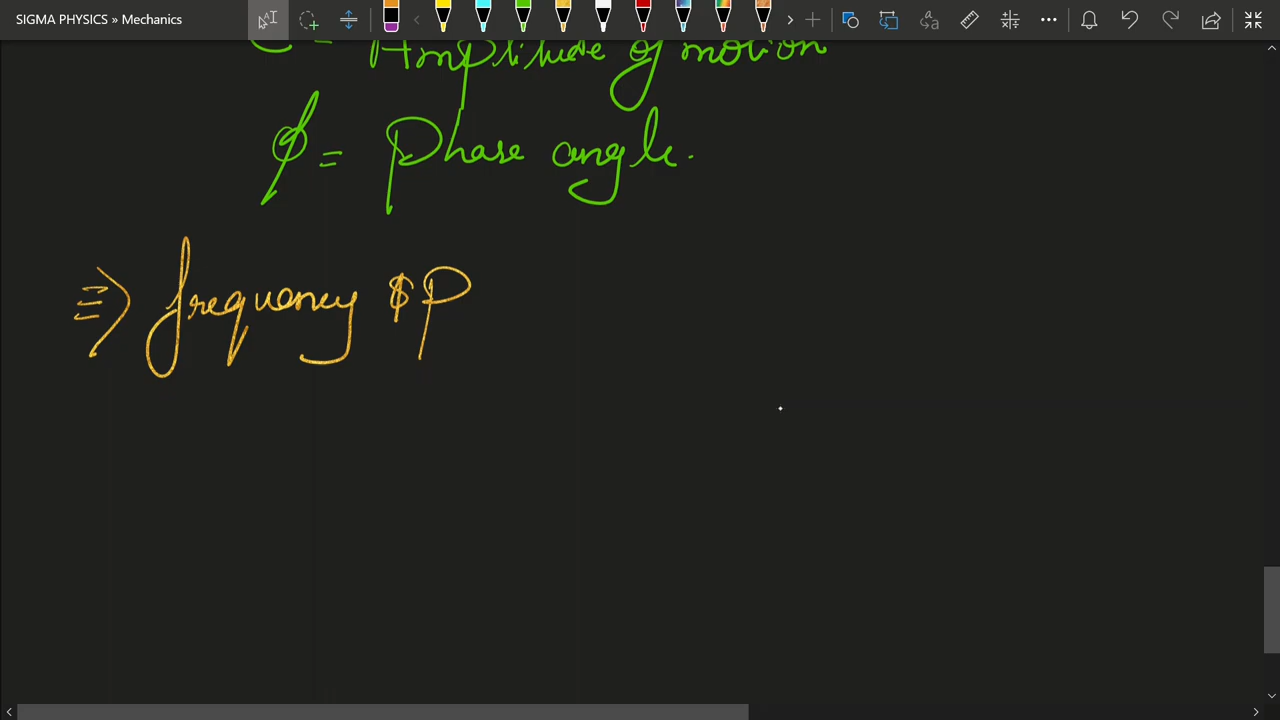 SIGMA PHYSICS » Mechanics
C = Amplitude of motion
φ = Phase angle.
⇒ frequency & P